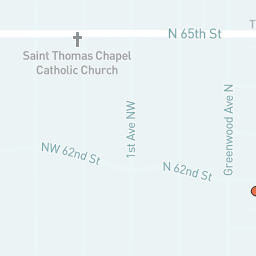 N 65th St
T
Saint Thomas Chapel
Catholic Church
1st Ave NW
Greenwood Ave N
NW 62nd St
N 62nd St